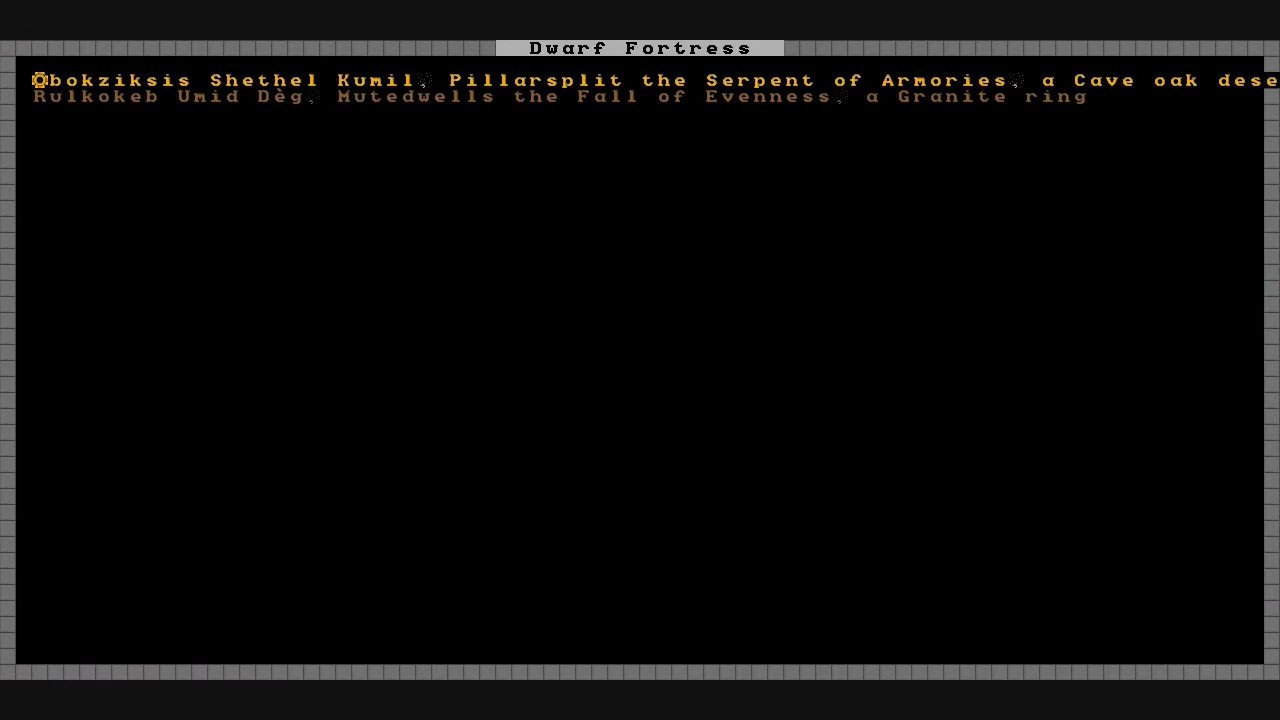 Dwarf Fortress
Obokziksis Shethel Kumil, Pillarsplit the Serpent of Armories, a Cave oak dese
Rulkokeb Umid Dèg, Mutedwells the Fall of Evenness, a Granite ring